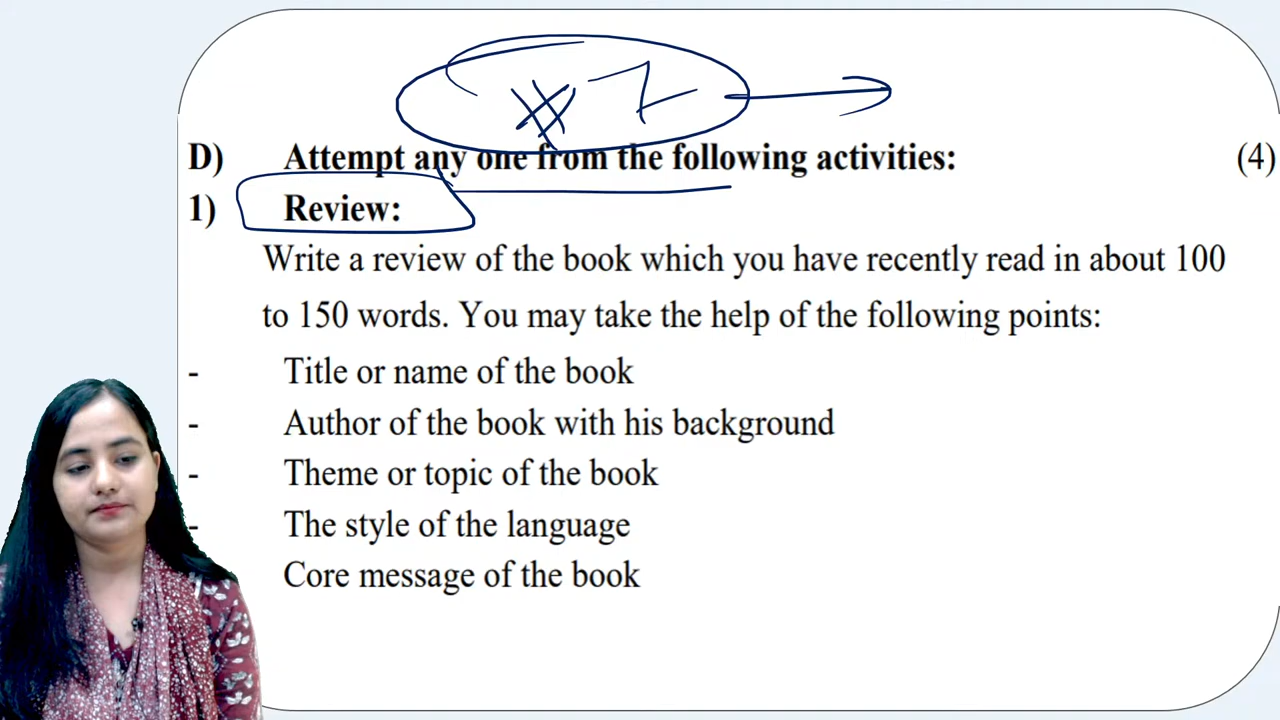 # 7
D) Attempt any one from the following activities: (4)
1) Review:
Write a review of the book which you have recently read in about 100
to 150 words. You may take the help of the following points:
- Title or name of the book
- Author of the book with his background
- Theme or topic of the book
- The style of the language
Core message of the book